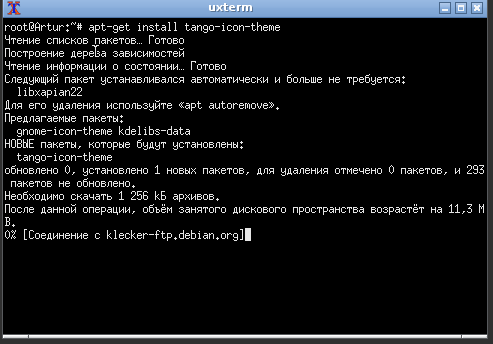 uxterm
root@Artur:~# apt-get install tango-icon-theme
Чтение списков пакетов… Готово
Построение дерева зависимостей
Чтение информации о состоянии… Готово
Следующий пакет устанавливался автоматически и больше не требуется:
libxapian22
Для его удаления используйте «apt autoremove».
Предлагаемые пакеты:
gnome-icon-theme kdelibs-data
НОВЫЕ пакеты, которые будут установлены:
tango-icon-theme
обновлено 0, установлено 1 новых пакетов, для удаления отмечено 0 пакетов, и 293
пакетов не обновлено.
Необходимо скачать 1 256 kБ архивов.
После данной операции, объём занятого дискового пространства возрастёт на 11,3 M
B.
0% [Соединение с klecker-ftp.debian.org]